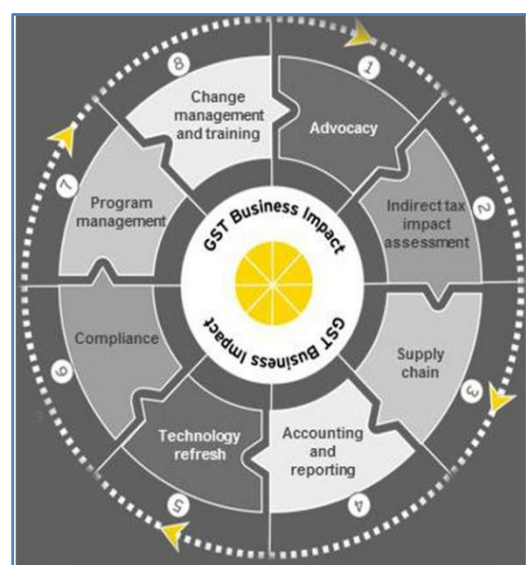 1
Advocacy
2
Indirect tax
impact
assessment
3
Supply
chain
4
Accounting
and
reporting
5
Technology
refresh
6
Compliance
7
Program
management
8
Change
management
and training
GST Business Impact
GST Business Impact